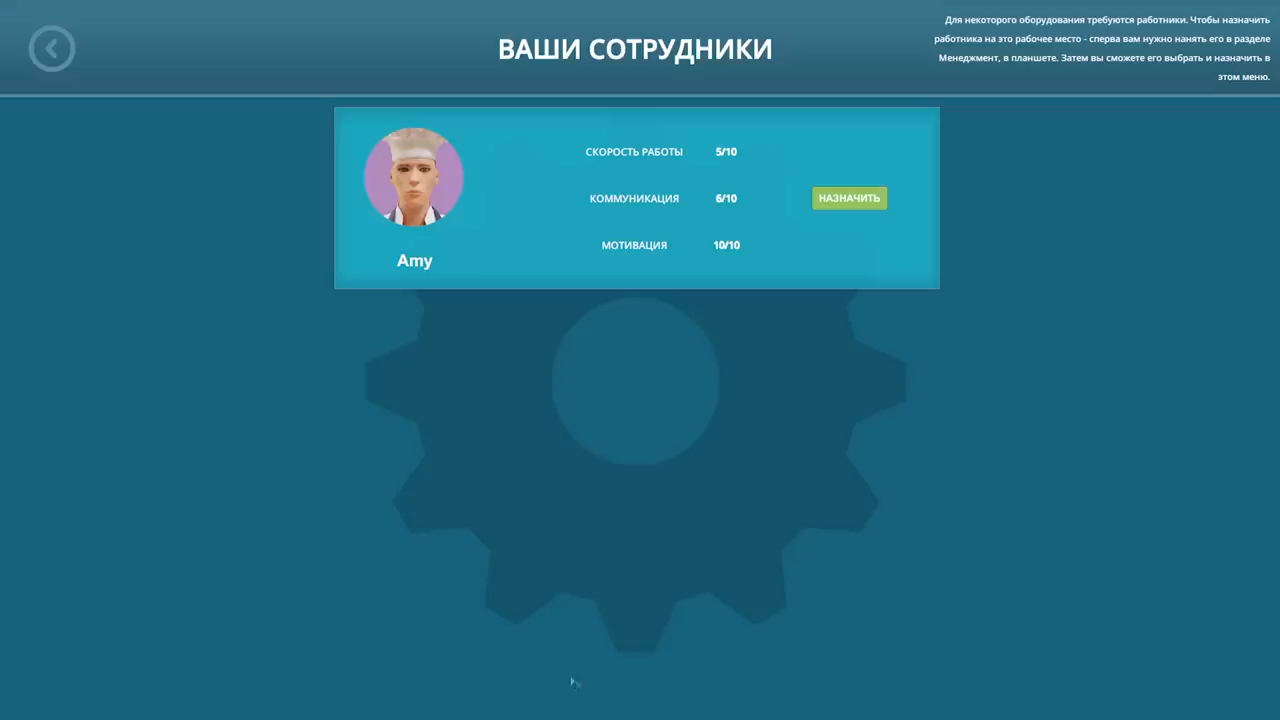 ВАШИ СОТРУДНИКИ
Для некоторого оборудования требуются работники. Чтобы назначить
работника на это рабочее место - сперва вам нужно нанять его в разделе
Менеджмент, в планшете. Затем вы сможете его выбрать и назначить в
этом меню.
СКОРОСТЬ РАБОТЫ 5/10
КОММУНИКАЦИЯ 6/10
НАЗНАЧИТЬ
МОТИВАЦИЯ 10/10
Amy